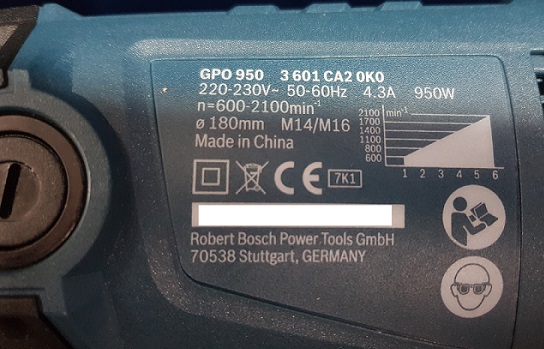 GPO 950 3 601 CA2 0K0
220-230V~ 50-60Hz 4.3A 950W
n=600-2100min⁻¹
ø 180mm M14/M16
Made in China
2100 min⁻¹
1700
1400
1100
800
600
1 2 3 4 5 6
CE 7K1
Robert Bosch Power Tools GmbH
70538 Stuttgart, GERMANY